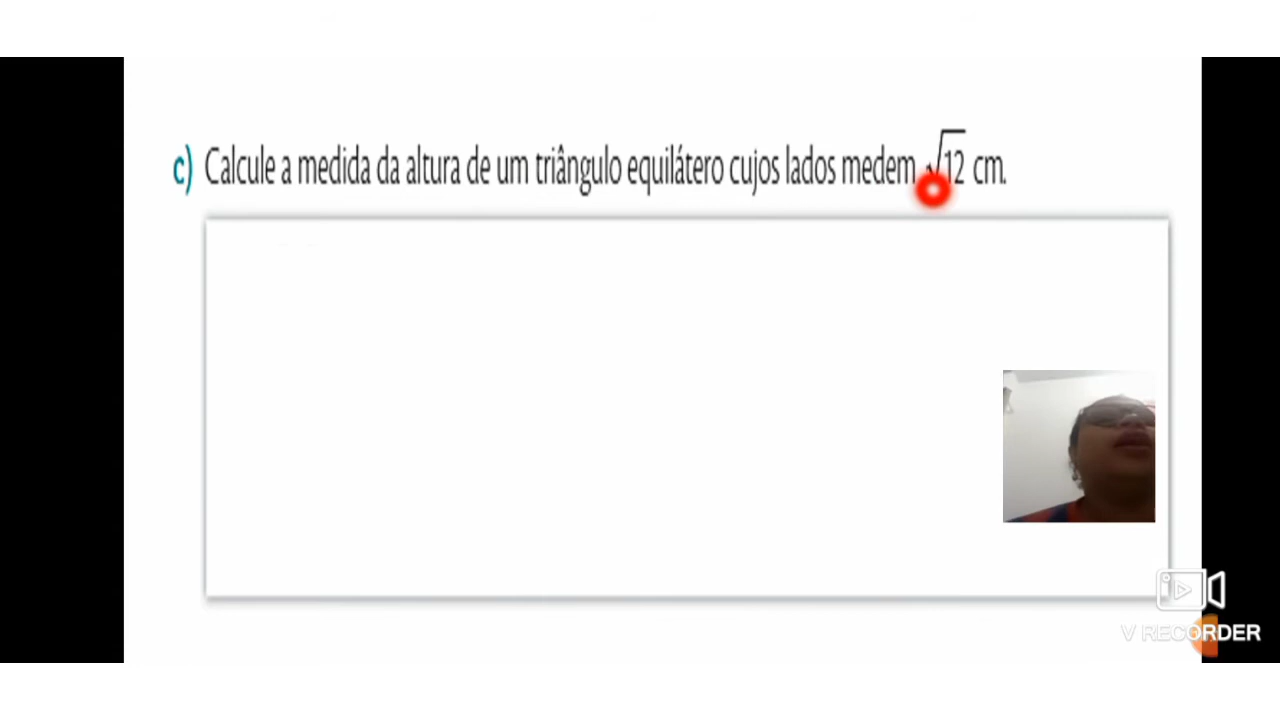 c) Calcule a medida da altura de um triângulo equilátero cujos lados medem √12 cm.
V RECORDER